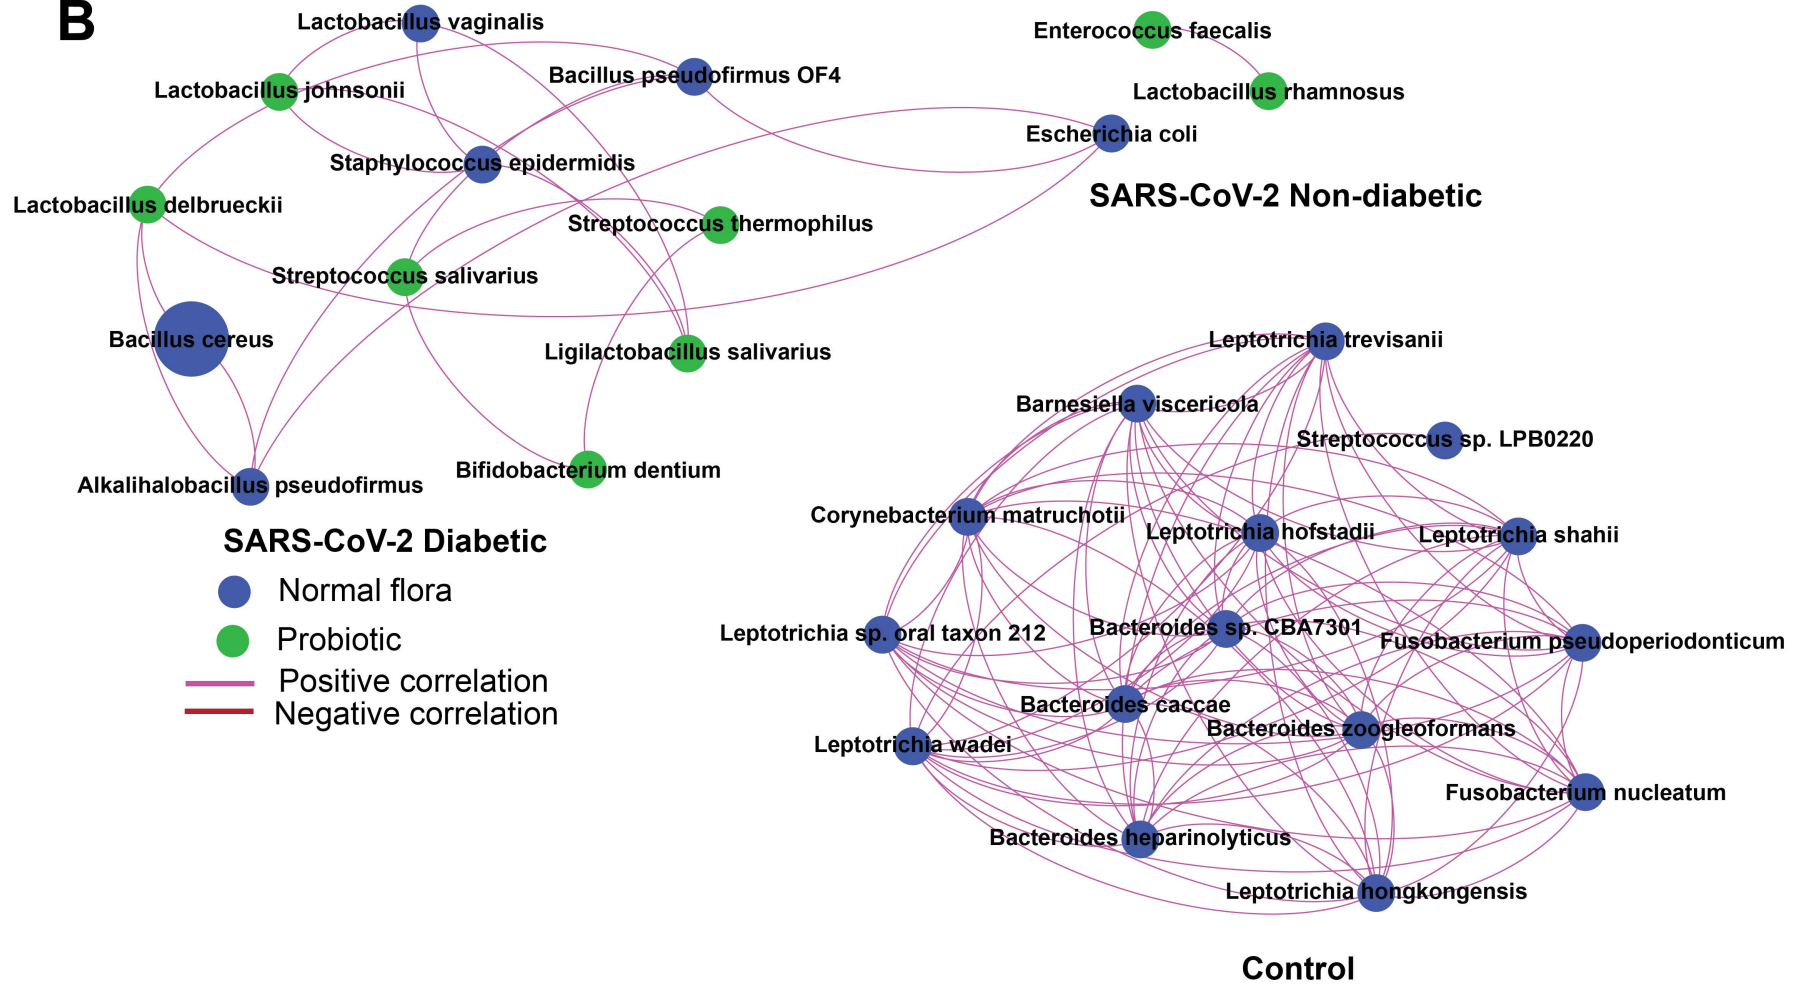 B
Lactobacillus vaginalis
Enterococcus faecalis
Bacillus pseudofirmus OF4
Lactobacillus johnsonii
Lactobacillus rhamnosus
Escherichia coli
Staphylococcus epidermidis
SARS-CoV-2 Non-diabetic
Lactobacillus delbrueckii
Streptococcus thermophilus
Streptococcus salivarius
Bacillus cereus
Ligilactobacillus salivarius
Bifidobacterium dentium
Alkalihalobacillus pseudofirmus
SARS-CoV-2 Diabetic
Normal flora
Probiotic
Positive correlation
Negative correlation
Leptotrichia trevisanii
Barnesiella viscericola
Streptococcus sp. LPB0220
Corynebacterium matruchotii
Leptotrichia hofstadii
Leptotrichia shahii
Leptotrichia sp. oral taxon 212
Bacteroides sp. CBA7301
Fusobacterium pseudoperiodonticum
Bacteroides caccae
Bacteroides zoogleoformans
Leptotrichia wadei
Fusobacterium nucleatum
Bacteroides heparinolyticus
Leptotrichia hongkongensis
Control